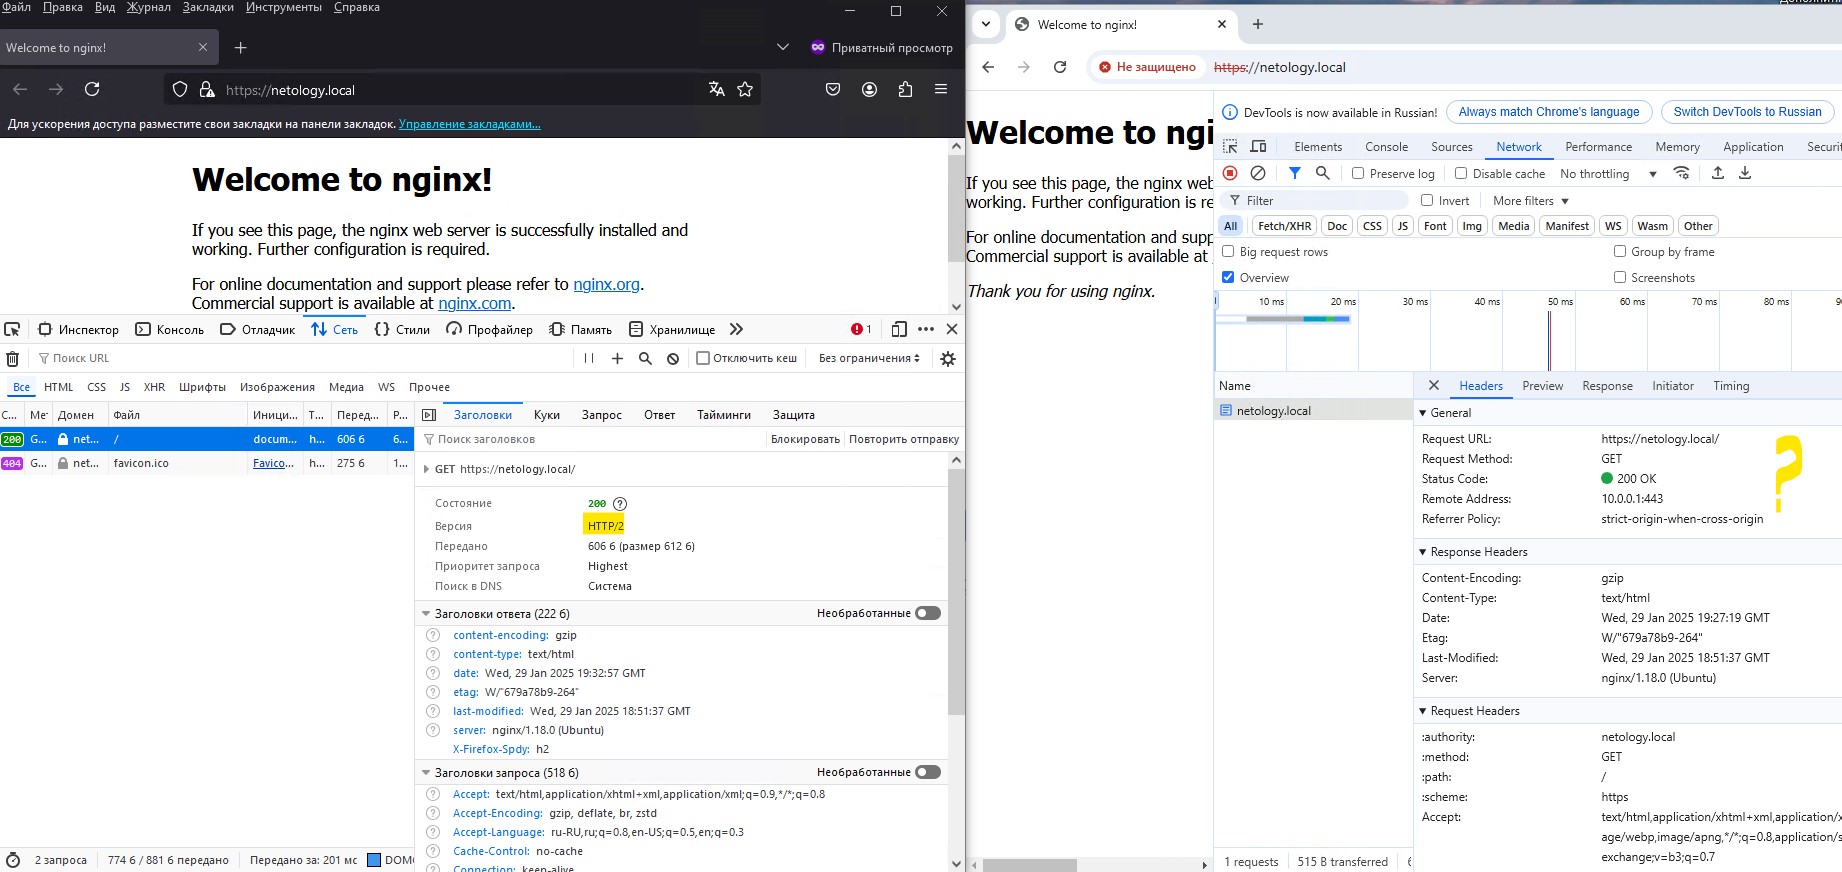 Файл Правка Вид Журнал Закладки Инструменты Справка
Welcome to nginx!
Приватный просмотр
https://netology.local
Для ускорения доступа разместите свои закладки на панели закладок. Управление закладками...
Welcome to nginx!
If you see this page, the nginx web server is successfully installed and
working. Further configuration is required.
For online documentation and support please refer to nginx.org.
Commercial support is available at nginx.com.
Инспектор Консоль Отладчик Сеть Стили Профайлер Память Хранилище 1
Поиск URL
Отключить кеш Без ограничения
Все HTML CSS JS XHR Шрифты Изображения Медиа WS Прочее
С... Ме Домен Файл Иници... Т... Перед... Р...
200 G... net... / docum... h... 606 б 6...
404 G... net... favicon.ico Favico... h... 275 б 1...
Заголовки Куки Запрос Ответ Тайминги Защита
Поиск заголовков Блокировать Повторить отправку
GET https://netology.local/
Состояние 200
Версия HTTP/2
Передано 606 б (размер 612 б)
Приоритет запроса Highest
Поиск в DNS Система
Заголовки ответа (222 б) Необработанные
content-encoding: gzip
content-type: text/html
date: Wed, 29 Jan 2025 19:32:57 GMT
etag: W/"679a78b9-264"
last-modified: Wed, 29 Jan 2025 18:51:37 GMT
server: nginx/1.18.0 (Ubuntu)
X-Firefox-Spdy: h2
Заголовки запроса (518 б) Необработанные
Accept: text/html,application/xhtml+xml,application/xml;q=0.9,*/*;q=0.8
Accept-Encoding: gzip, deflate, br, zstd
Accept-Language: ru-RU,ru;q=0.8,en-US;q=0.5,en;q=0.3
Cache-Control: no-cache
Connection: keep-alive
2 запроса 774 б / 881 б передано Передано за: 201 мс DOMC
Welcome to nginx!
Не защищено https://netology.local
Welcome to ngi
If you see this page, the nginx web
working. Further configuration is re
For online documentation and supp
Commercial support is available at
Thank you for using nginx.
DevTools is now available in Russian! Always match Chrome's language Switch DevTools to Russian
Elements Console Sources Network Performance Memory Application Securit
Preserve log Disable cache No throttling
Filter Invert More filters
All Fetch/XHR Doc CSS JS Font Img Media Manifest WS Wasm Other
Big request rows Group by frame
Overview Screenshots
10 ms 20 ms 30 ms 40 ms 50 ms 60 ms 70 ms 80 ms 9
Name
netology.local
Headers Preview Response Initiator Timing
General
Request URL: https://netology.local/
Request Method: GET
Status Code: 200 OK
Remote Address: 10.0.0.1:443
Referrer Policy: strict-origin-when-cross-origin
?
Response Headers
Content-Encoding: gzip
Content-Type: text/html
Date: Wed, 29 Jan 2025 19:27:19 GMT
Etag: W/"679a78b9-264"
Last-Modified: Wed, 29 Jan 2025 18:51:37 GMT
Server: nginx/1.18.0 (Ubuntu)
Request Headers
:authority: netology.local
:method: GET
:path: /
:scheme: https
Accept: text/html,application/xhtml+xml,application/x
age/webp,image/apng,*/*;q=0.8,application/s
exchange;v=b3;q=0.7
1 requests 515 B transferred 6